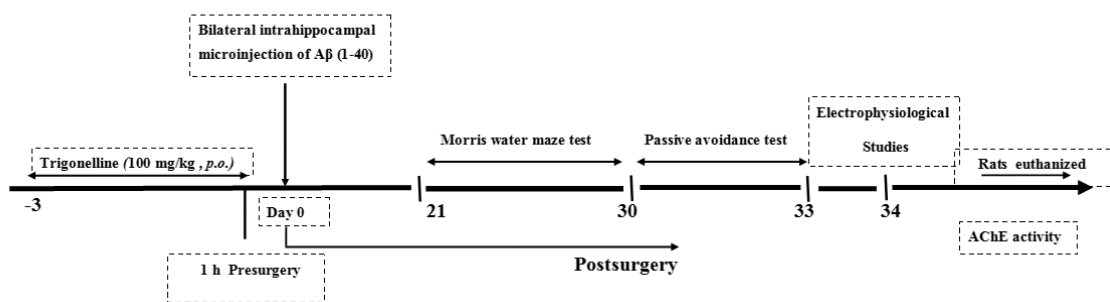 Bilateral intrahippocampal
microinjection of Aβ (1-40)
Electrophysiological
Studies
Morris water maze test
Passive avoidance test
Trigonelline (100 mg/kg , p.o.)
Rats euthanized
-3
Day 0
21
30
33
34
AChE activity
Postsurgery
1 h Presurgery